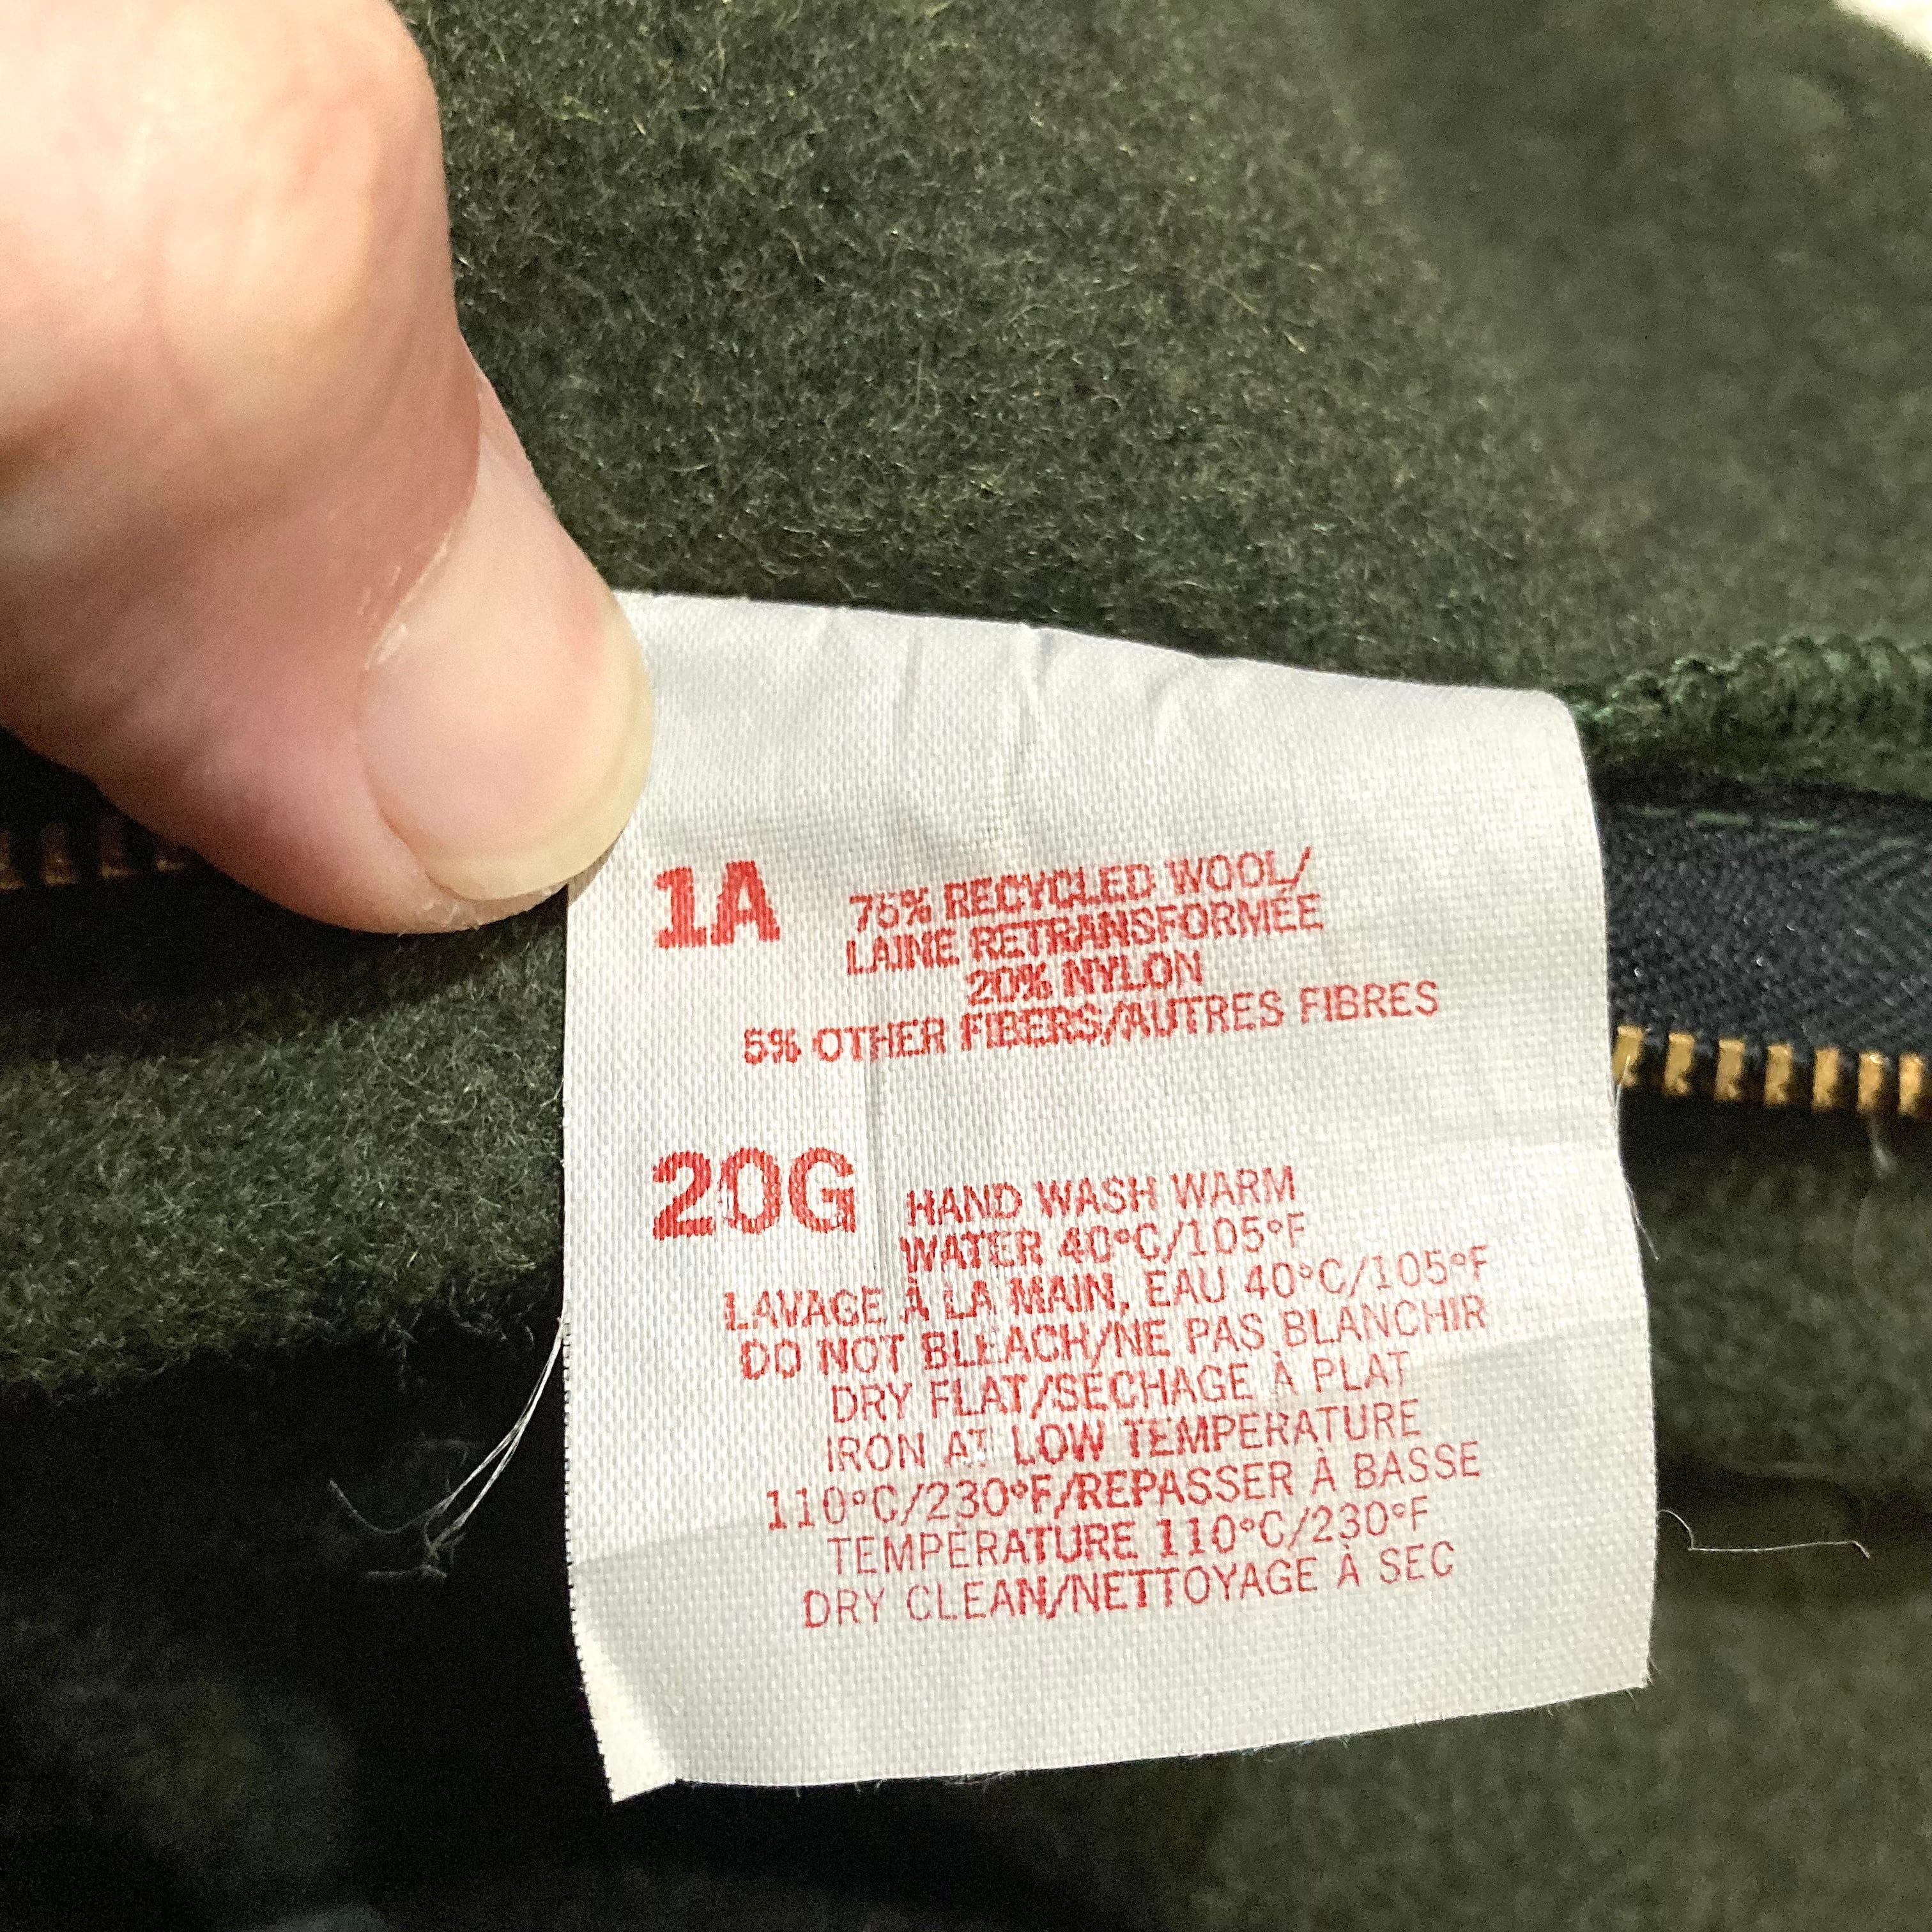 1A 75% RECYCLED WOOL/
LAINE RETRANSFORMÉE
20% NYLON
5% OTHER FIBERS/AUTRES FIBRES
20G HAND WASH WARM
WATER 40°C/105°F
LAVAGE À LA MAIN, EAU 40°C/105°F
DO NOT BLEACH/NE PAS BLANCHIR
DRY FLAT/SÉCHAGE À PLAT
IRON AT LOW TEMPERATURE
110°C/230°F/REPASSER À BASSE
TEMPÉRATURE 110°C/230°F
DRY CLEAN/NETTOYAGE À SEC